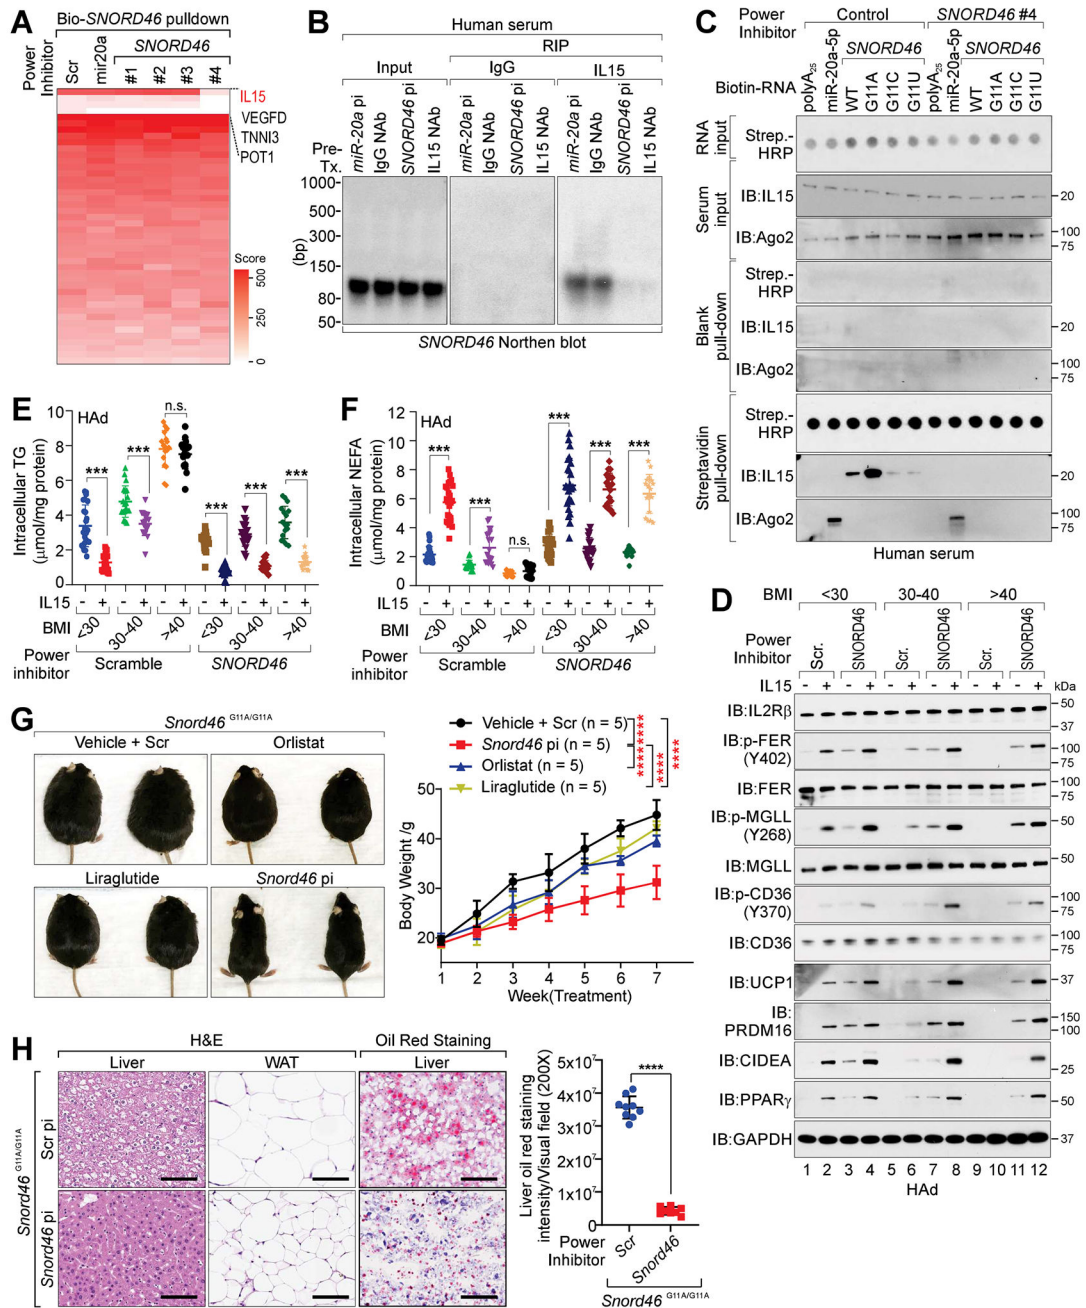 A
Bio-SNORD46 pulldown
Power
Inhibitor
Scr
mir20a
SNORD46
#1
#2
#3
#4
IL15
VEGFD
TNNI3
POT1
Score
500
250
0
B
Human serum
RIP
Input
IgG
IL15
Pre-
Tx.
miR-20a pi
IgG NAb
SNORD46 pi
IL15 NAb
miR-20a pi
IgG NAb
SNORD46 pi
IL15 NAb
miR-20a pi
IgG NAb
SNORD46 pi
IL15 NAb
1000
500
300
150
80
50
(bp)
SNORD46 Northen blot
C
Power
Inhibitor
Control
SNORD46 #4
SNORD46
SNORD46
Biotin-RNA
polyA25
miR-20a-5p
WT
G11A
G11C
G11U
polyA25
miR-20a-5p
WT
G11A
G11C
G11U
RNA
input
Strep.-
HRP
Serum
input
IB:IL15
20
IB:Ago2
100
75
Blank
pull-down
Strep.-
HRP
IB:IL15
20
IB:Ago2
100
75
Streptavidin
pull-down
Strep.-
HRP
IB:IL15
20
IB:Ago2
100
75
Human serum
E
HAd
Intracellular TG
(μmol/mg protein)
10
8
6
4
2
0
***
***
n.s.
***
***
***
IL15
- + - + - + - + - + - +
BMI
<30
30-40
>40
<30
30-40
>40
Power
inhibitor
Scramble
SNORD46
F
HAd
Intracellular NEFA
(μmol/mg protein)
12
10
8
6
4
2
0
***
***
n.s.
***
***
***
IL15
- + - + - + - + - + - +
BMI
<30
30-40
>40
<30
30-40
>40
Power
inhibitor
Scramble
SNORD46
D
BMI
<30
30-40
>40
Power
Inhibitor
Scr.
SNORD46
Scr.
SNORD46
Scr.
SNORD46
IL15
- + - + - + - + - + - +
kDa
IB:IL2Rβ
50
37
IB:p-FER
(Y402)
100
75
IB:FER
100
75
IB:p-MGLL
(Y268)
37
IB:MGLL
37
IB:p-CD36
(Y370)
100
75
IB:CD36
100
75
IB:UCP1
37
IB:
PRDM16
150
100
IB:CIDEA
25
IB:PPARγ
50
IB:GAPDH
37
1 2 3 4 5 6 7 8 9 10 11 12
HAd
G
Snord46 G11A/G11A
Vehicle + Scr
Orlistat
Liraglutide
Snord46 pi
Vehicle + Scr (n = 5)
Snord46 pi (n = 5)
Orlistat (n = 5)
Liraglutide (n = 5)
****
****
****
****
Body Weight /g
50
40
30
20
1 2 3 4 5 6 7
Week(Treatment)
H
H&E
Oil Red Staining
Liver
WAT
Liver
Snord46 G11A/G11A
Scr pi
Snord46 pi
Liver oil red staining
intensity/Visual field (200X)
5x10⁷
4x10⁷
3x10⁷
2x10⁷
1x10⁷
0
****
Power
Inhibitor
Scr
Snord46
Snord46 G11A/G11A